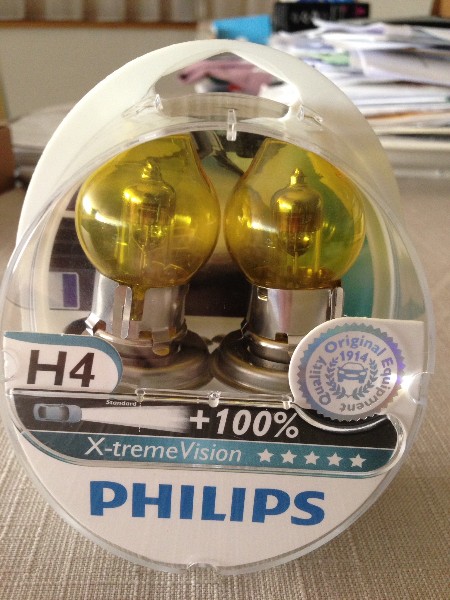 H4
Quality Original Equipment
1914
Standard
+100%
X-tremeVision
PHILIPS